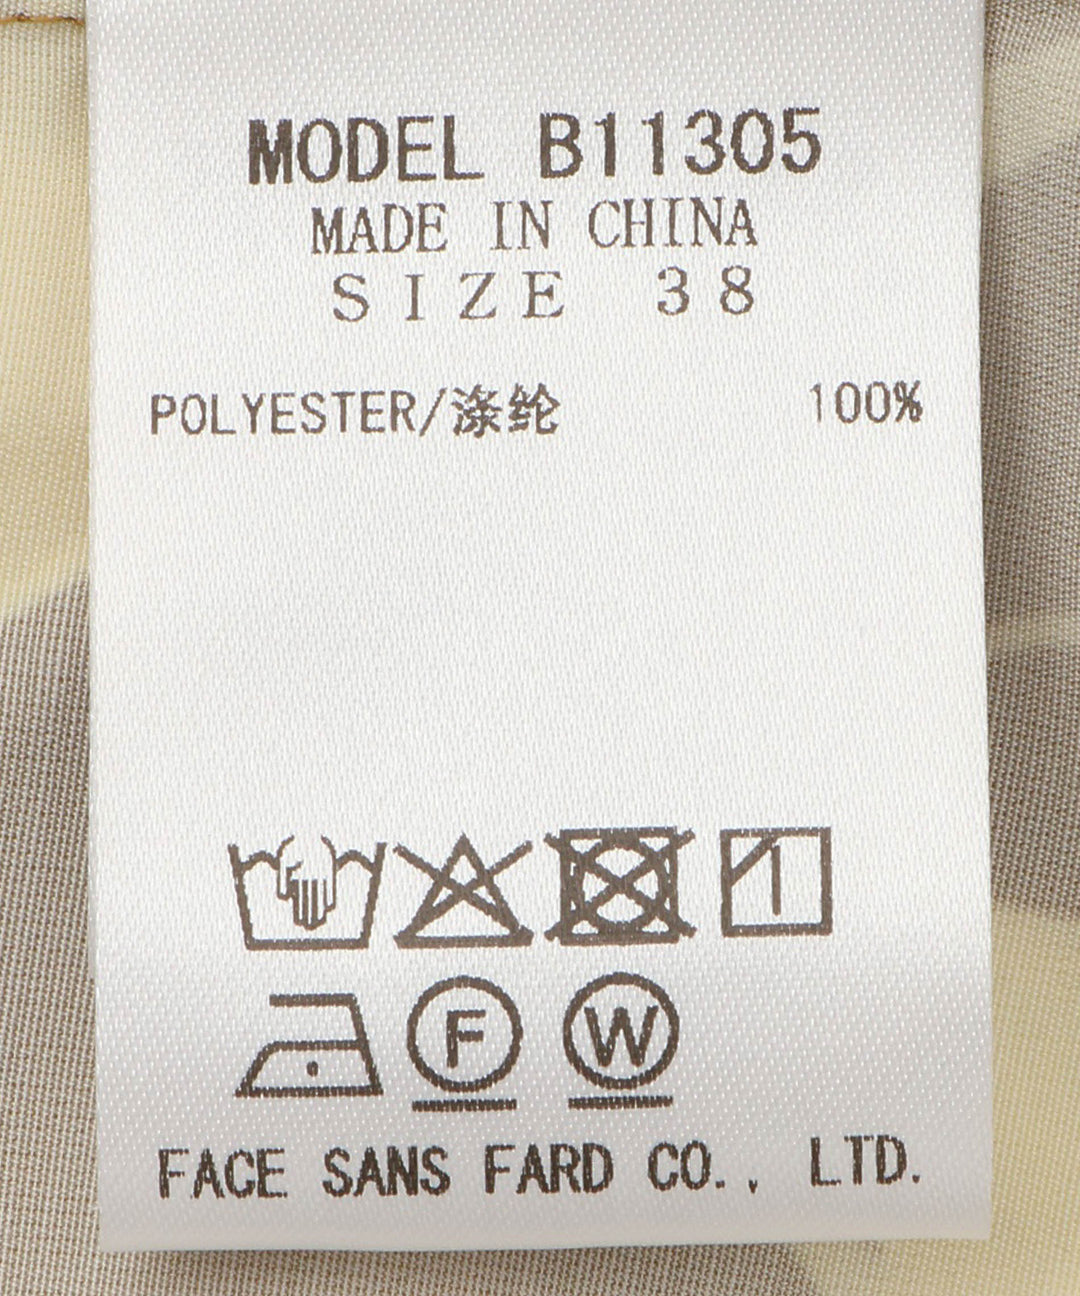 MODEL B11305
MADE IN CHINA
SIZE 38
POLYESTER/涤纶 100%
F W
FACE SANS FARD CO., LTD.